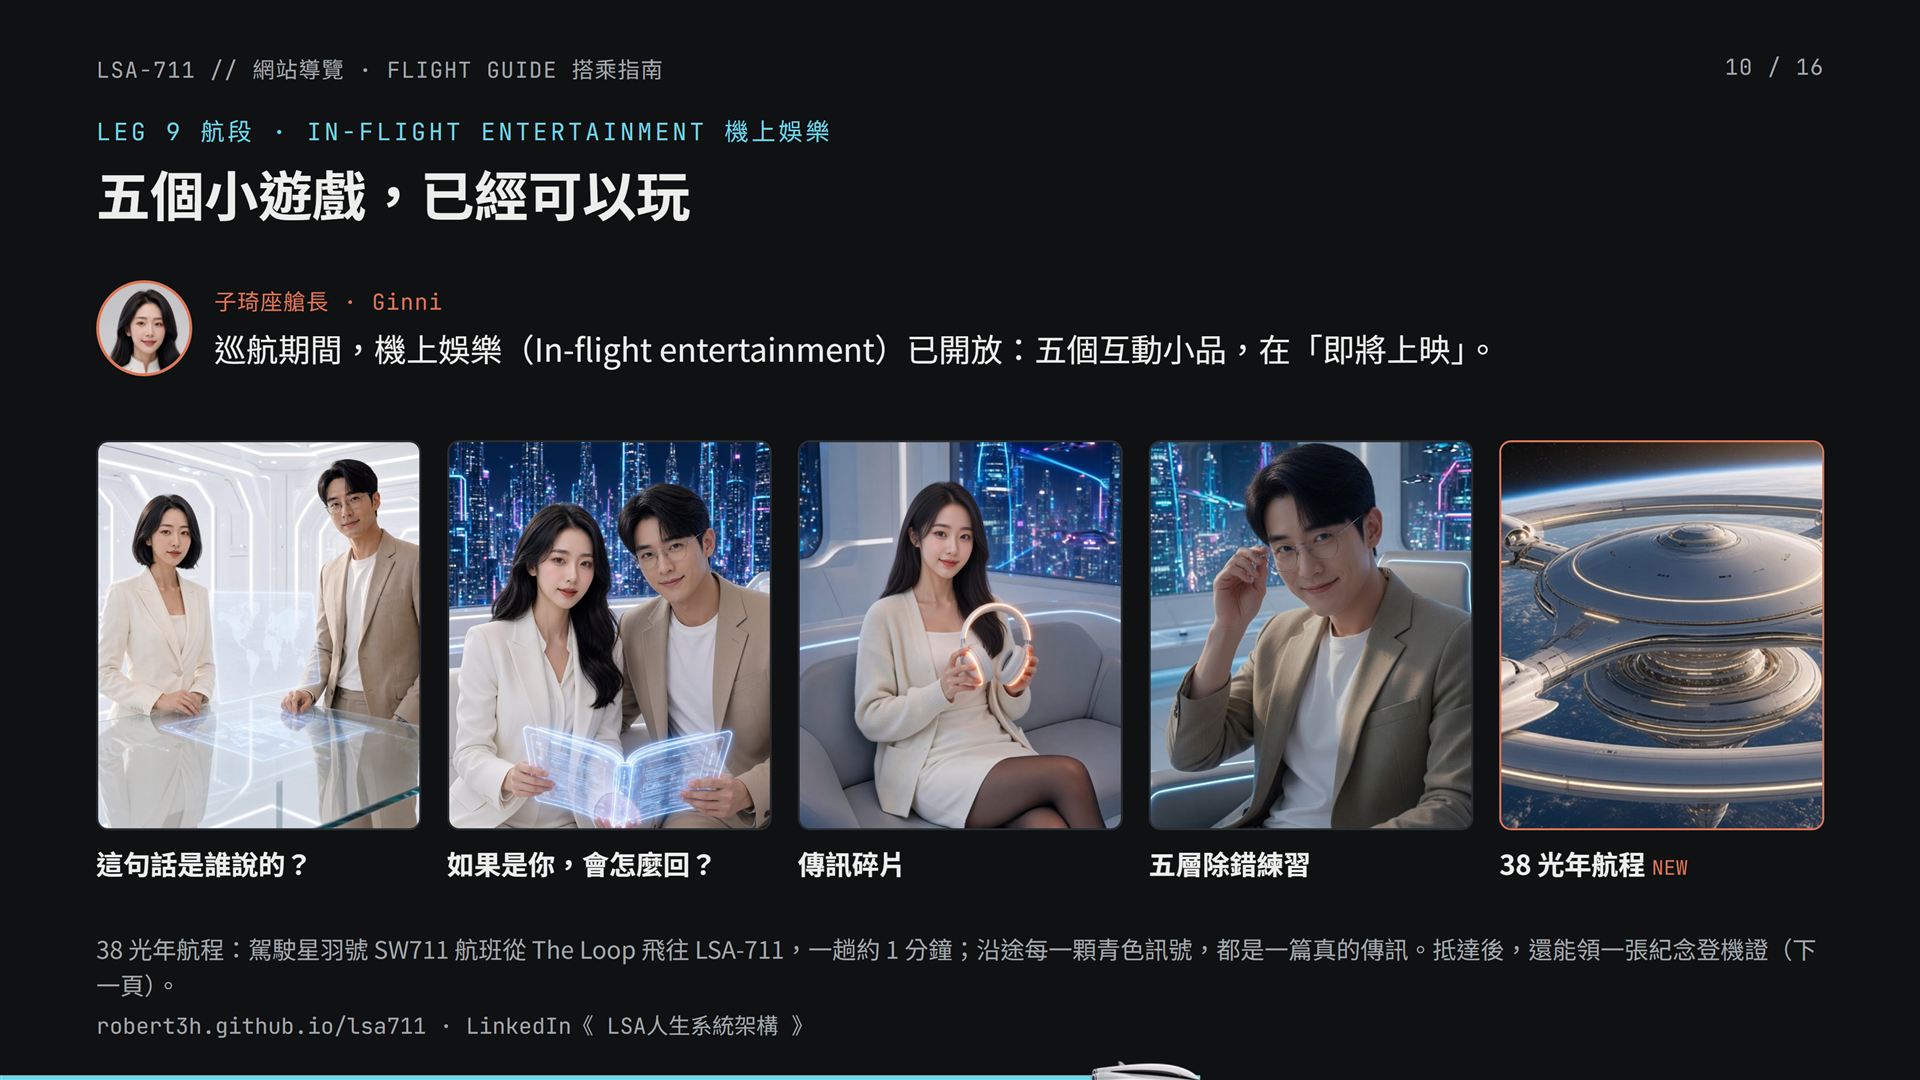 LSA-711 // 網站導覽 · FLIGHT GUIDE 搭乘指南
10 / 16
LEG 9 航段 · IN-FLIGHT ENTERTAINMENT 機上娛樂
五個小遊戲，已經可以玩
子琦座艙長 · Ginni
巡航期間，機上娛樂（In-flight entertainment）已開放：五個互動小品，在「即將上映」。
這句話是誰說的？
如果是你，會怎麼回？
傳訊碎片
五層除錯練習
38 光年航程 NEW
38 光年航程：駕駛星羽號 SW711 航班從 The Loop 飛往 LSA-711，一趟約 1 分鐘；沿途每一顆青色訊號，都是一篇真的傳訊。抵達後，還能領一張紀念登機證（下
一頁）。
robert3h.github.io/lsa711 · LinkedIn《 LSA人生系統架構 》